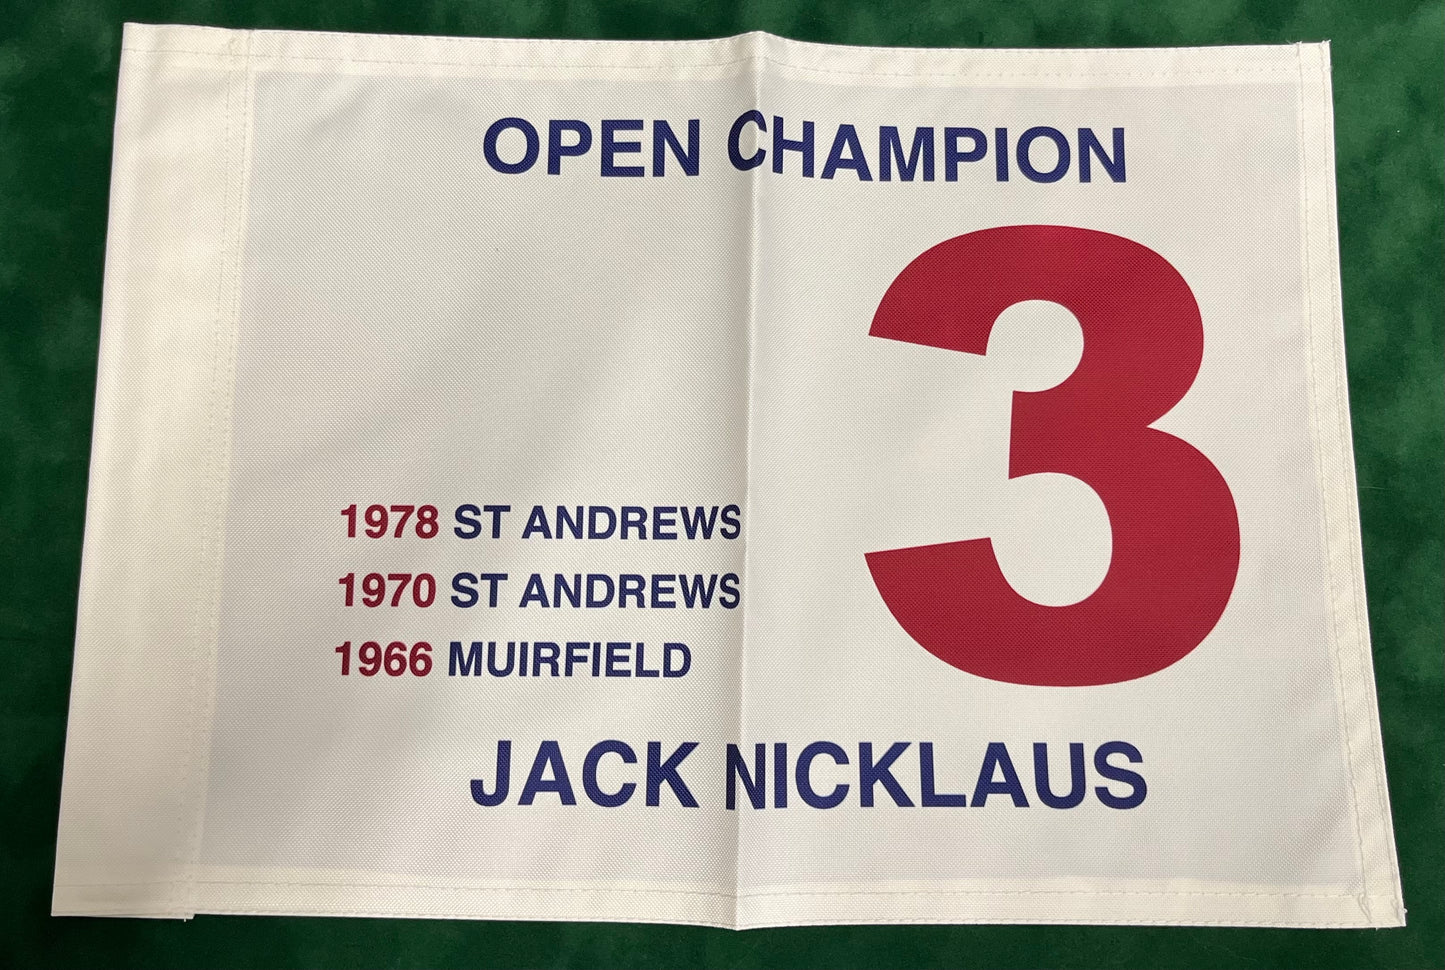 OPEN CHAMPION
3
1978 ST ANDREWS
1970 ST ANDREWS
1966 MUIRFIELD
JACK NICKLAUS